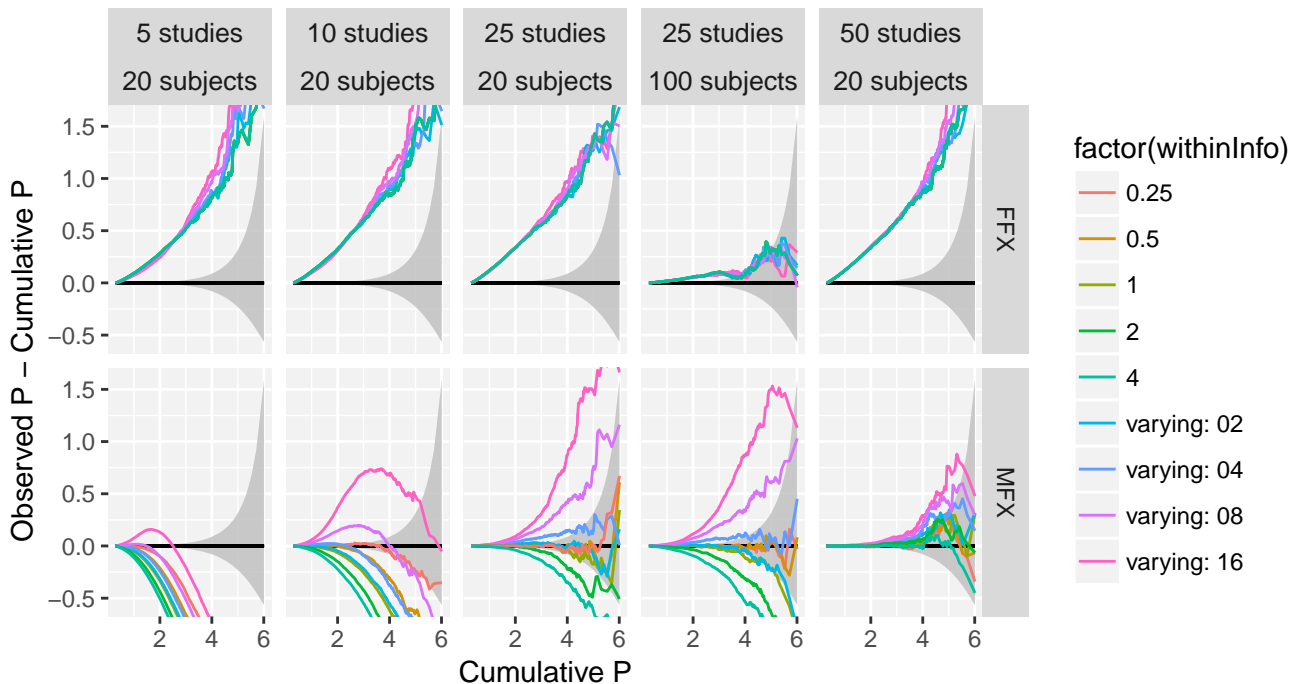 5 studies
20 subjects
10 studies
20 subjects
25 studies
20 subjects
25 studies
100 subjects
50 studies
20 subjects
Observed P − Cumulative P
1.5
1.0
0.5
0.0
−0.5
FFX
1.5
1.0
0.5
0.0
−0.5
MFX
2 4 6
2 4 6
2 4 6
2 4 6
2 4 6
Cumulative P
factor(withinInfo)
0.25
0.5
1
2
4
varying: 02
varying: 04
varying: 08
varying: 16